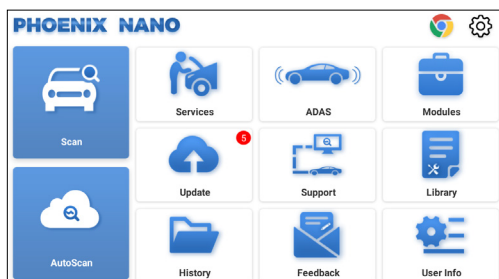 PHOENIX NANO
Services
ADAS
Modules
Scan
5
Update
Support
Library
AutoScan
History
Feedback
User Info